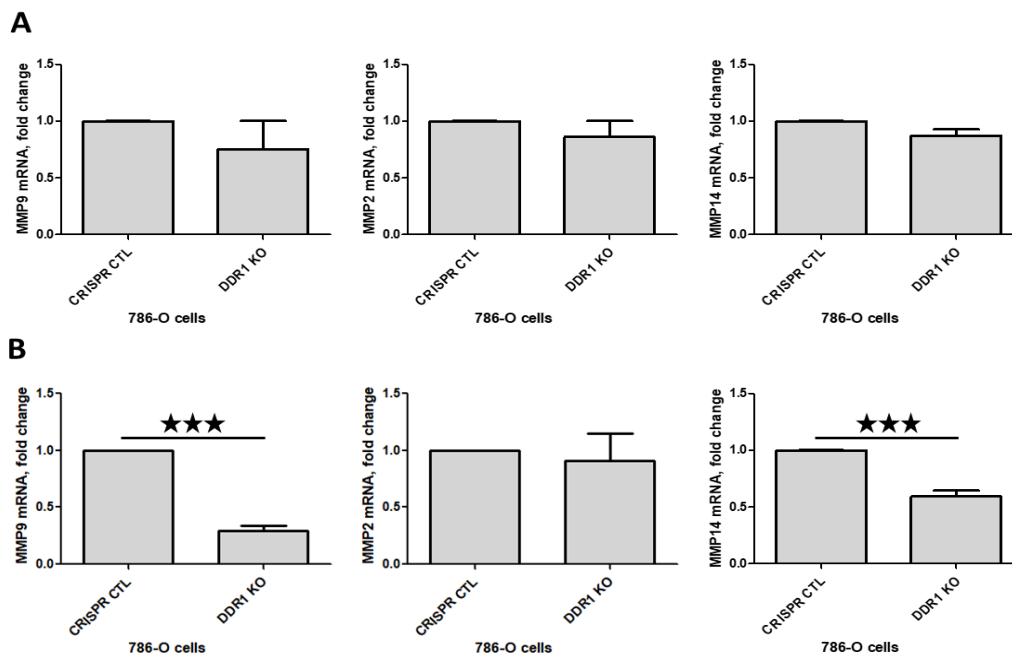 A
MMP9 mRNA, fold change
1.5
1.0
0.5
0.0
CRISPR CTL
DDR1 KO
786-O cells
MMP2 mRNA, fold change
1.5
1.0
0.5
0.0
CRISPR CTL
DDR1 KO
786-O cells
MMP14 mRNA, fold change
1.5
1.0
0.5
0.0
CRISPR CTL
DDR1 KO
786-O cells
B
MMP9 mRNA, fold change
1.5
1.0
0.5
0.0
★★★
CRISPR CTL
DDR1 KO
786-O cells
MMP2 mRNA, fold change
1.5
1.0
0.5
0.0
CRISPR CTL
DDR1 KO
786-O cells
MMP14 mRNA, fold change
1.5
1.0
0.5
0.0
★★★
CRISPR CTL
DDR1 KO
786-O cells